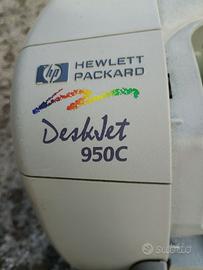 hp
HEWLETT
PACKARD
DeskJet
950C
subito